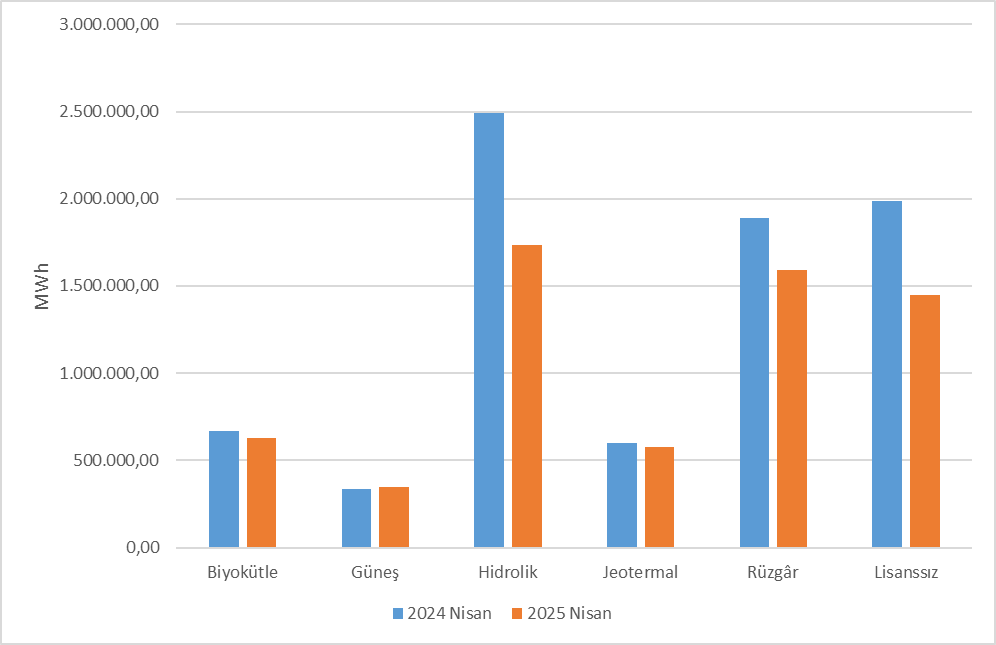 3.000.000,00
2.500.000,00
2.000.000,00
1.500.000,00
1.000.000,00
500.000,00
0,00
MWh
Biyokütle Güneş Hidrolik Jeotermal Rüzgâr Lisanssız
2024 Nisan 2025 Nisan